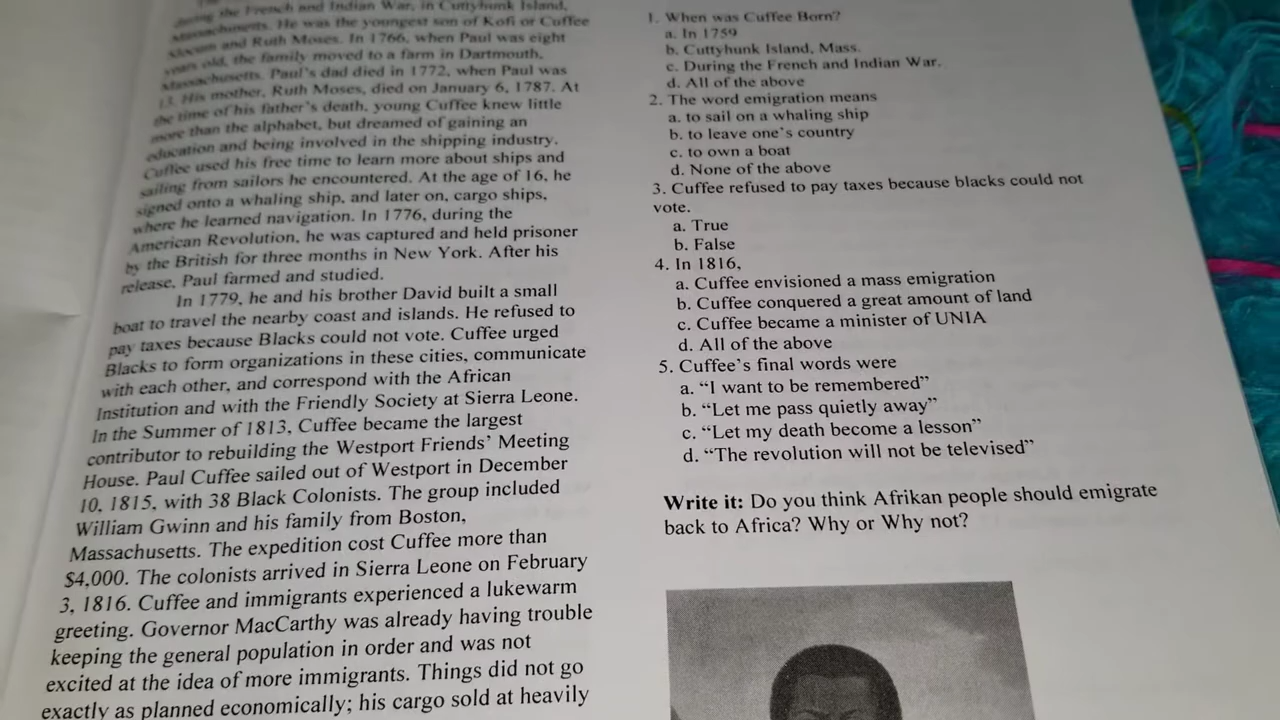 during the French and Indian War, in Cuttyhunk Island,
Massachusetts. He was the youngest son of Kofi or Cuffee
Slocum and Ruth Moses. In 1766, when Paul was eight
years old, the family moved to a farm in Dartmouth,
Massachusetts. Paul's dad died in 1772, when Paul was
13. His mother, Ruth Moses, died on January 6, 1787. At
the time of his father's death, young Cuffee knew little
more than the alphabet, but dreamed of gaining an
education and being involved in the shipping industry.
Cuffee used his free time to learn more about ships and
sailing from sailors he encountered. At the age of 16, he
signed onto a whaling ship, and later on, cargo ships,
where he learned navigation. In 1776, during the
American Revolution, he was captured and held prisoner
by the British for three months in New York. After his
release, Paul farmed and studied.
In 1779, he and his brother David built a small
boat to travel the nearby coast and islands. He refused to
pay taxes because Blacks could not vote. Cuffee urged
Blacks to form organizations in these cities, communicate
with each other, and correspond with the African
Institution and with the Friendly Society at Sierra Leone.
In the Summer of 1813, Cuffee became the largest
contributor to rebuilding the Westport Friends' Meeting
House. Paul Cuffee sailed out of Westport in December
10, 1815, with 38 Black Colonists. The group included
William Gwinn and his family from Boston,
Massachusetts. The expedition cost Cuffee more than
$4,000. The colonists arrived in Sierra Leone on February
3, 1816. Cuffee and immigrants experienced a lukewarm
greeting. Governor MacCarthy was already having trouble
keeping the general population in order and was not
excited at the idea of more immigrants. Things did not go
exactly as planned economically; his cargo sold at heavily
1. When was Cuffee Born?
a. In 1759
b. Cuttyhunk Island, Mass.
c. During the French and Indian War.
d. All of the above
2. The word emigration means
a. to sail on a whaling ship
b. to leave one's country
c. to own a boat
d. None of the above
3. Cuffee refused to pay taxes because blacks could not
vote.
a. True
b. False
4. In 1816,
a. Cuffee envisioned a mass emigration
b. Cuffee conquered a great amount of land
c. Cuffee became a minister of UNIA
d. All of the above
5. Cuffee's final words were
a. “I want to be remembered”
b. “Let me pass quietly away”
c. “Let my death become a lesson”
d. “The revolution will not be televised”
Write it: Do you think Afrikan people should emigrate
back to Africa? Why or Why not?